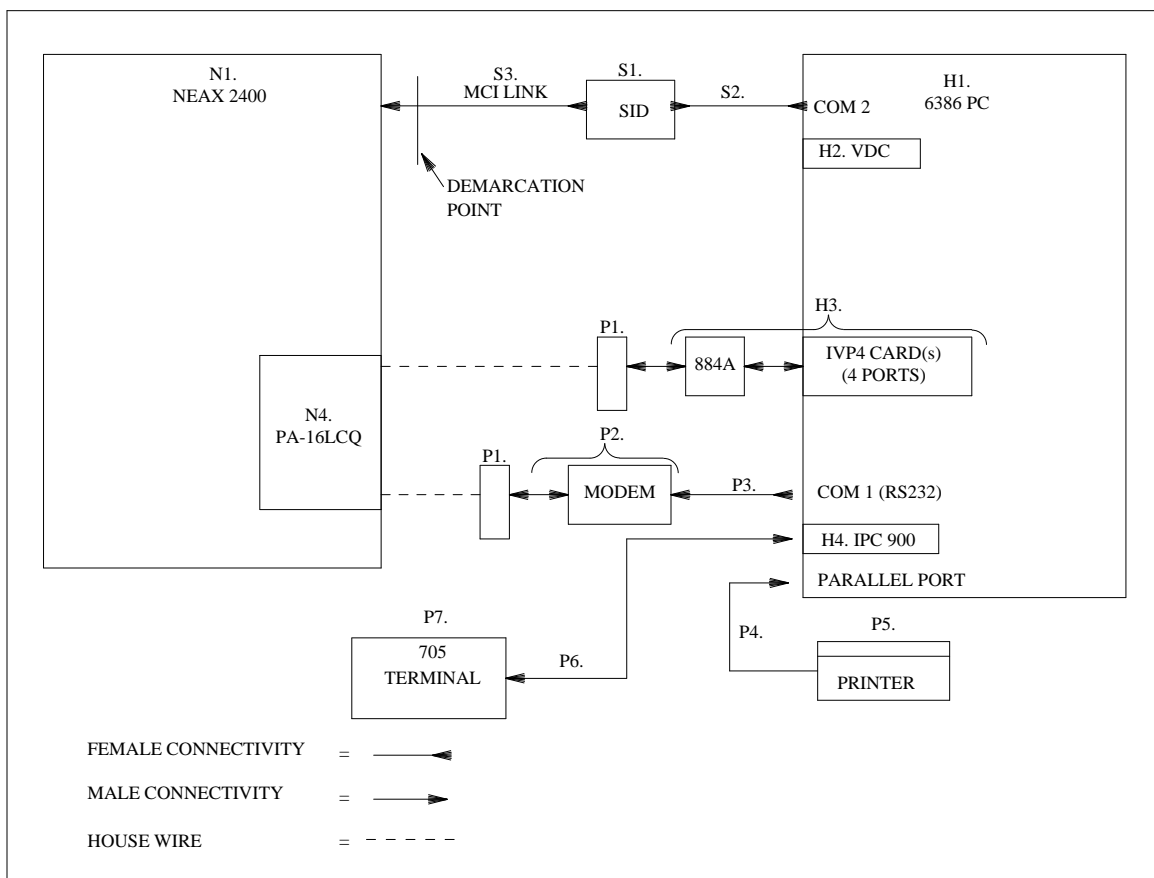 N1.
NEAX 2400
S3.
MCI LINK
S1.
SID
S2.
H1.
6386 PC
COM 2
H2. VDC
DEMARCATION
POINT
H3.
P1.
884A
IVP4 CARD(s)
(4 PORTS)
N4.
PA-16LCQ
P1.
P2.
MODEM
P3.
COM 1 (RS232)
H4. IPC 900
PARALLEL PORT
P7.
705
TERMINAL
P6.
P4.
P5.
PRINTER
FEMALE CONNECTIVITY =
MALE CONNECTIVITY =
HOUSE WIRE =